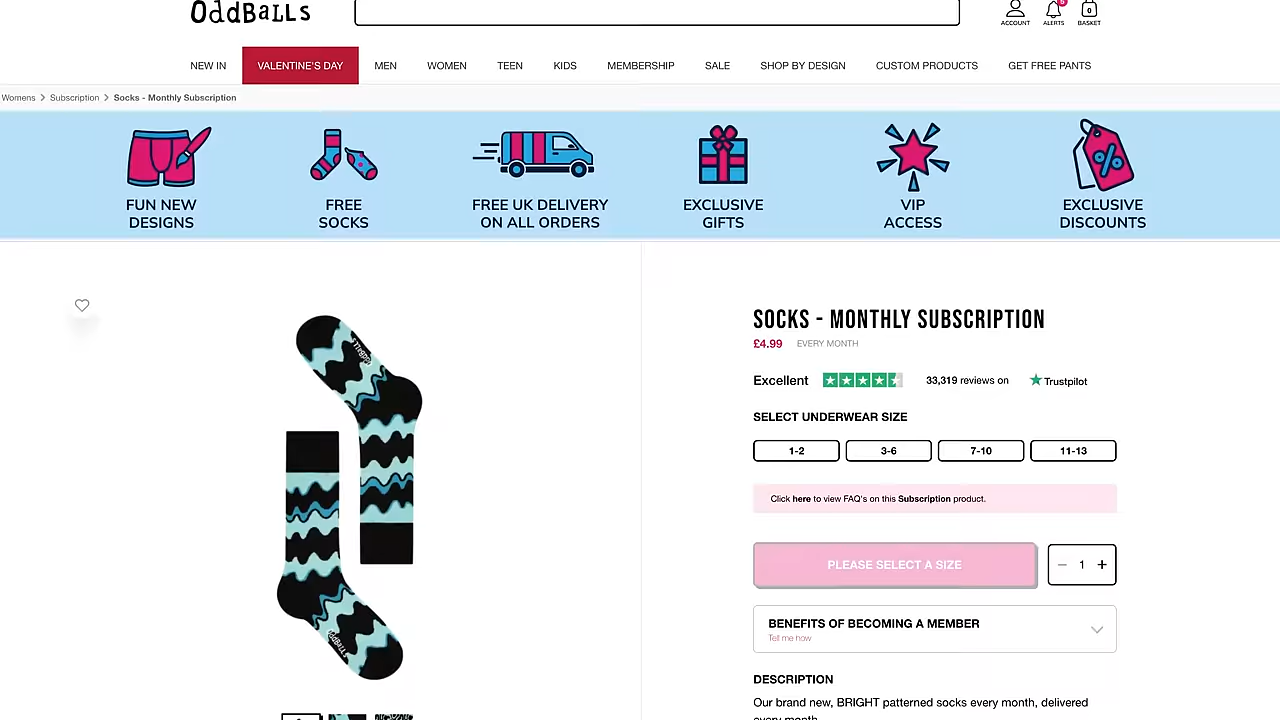 OddBalls
ACCOUNT
ALERTS
0
BASKET
NEW IN
VALENTINE'S DAY
MEN
WOMEN
TEEN
KIDS
MEMBERSHIP
SALE
SHOP BY DESIGN
CUSTOM PRODUCTS
GET FREE PANTS
Womens > Subscription > Socks - Monthly Subscription
FUN NEW
DESIGNS
FREE
SOCKS
FREE UK DELIVERY
ON ALL ORDERS
EXCLUSIVE
GIFTS
VIP
ACCESS
EXCLUSIVE
DISCOUNTS
OddBalls
OddBalls
SOCKS - MONTHLY SUBSCRIPTION
£4.99 EVERY MONTH
Excellent 33,319 reviews on Trustpilot
SELECT UNDERWEAR SIZE
1-2 3-6 7-10 11-13
Click here to view FAQ's on this Subscription product.
PLEASE SELECT A SIZE
− 1 +
BENEFITS OF BECOMING A MEMBER
Tell me now
DESCRIPTION
Our brand new, BRIGHT patterned socks every month, delivered
every month